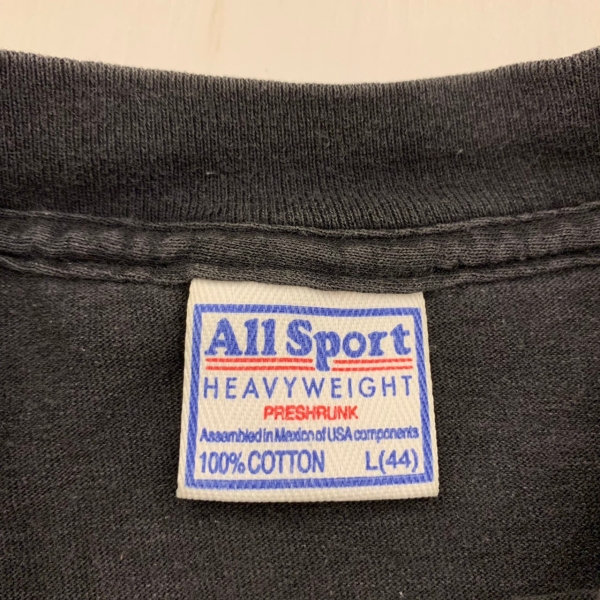 All Sport
HEAVYWEIGHT
PRESHRUNK
Assembled in Mexico of USA components
100% COTTON L(44)